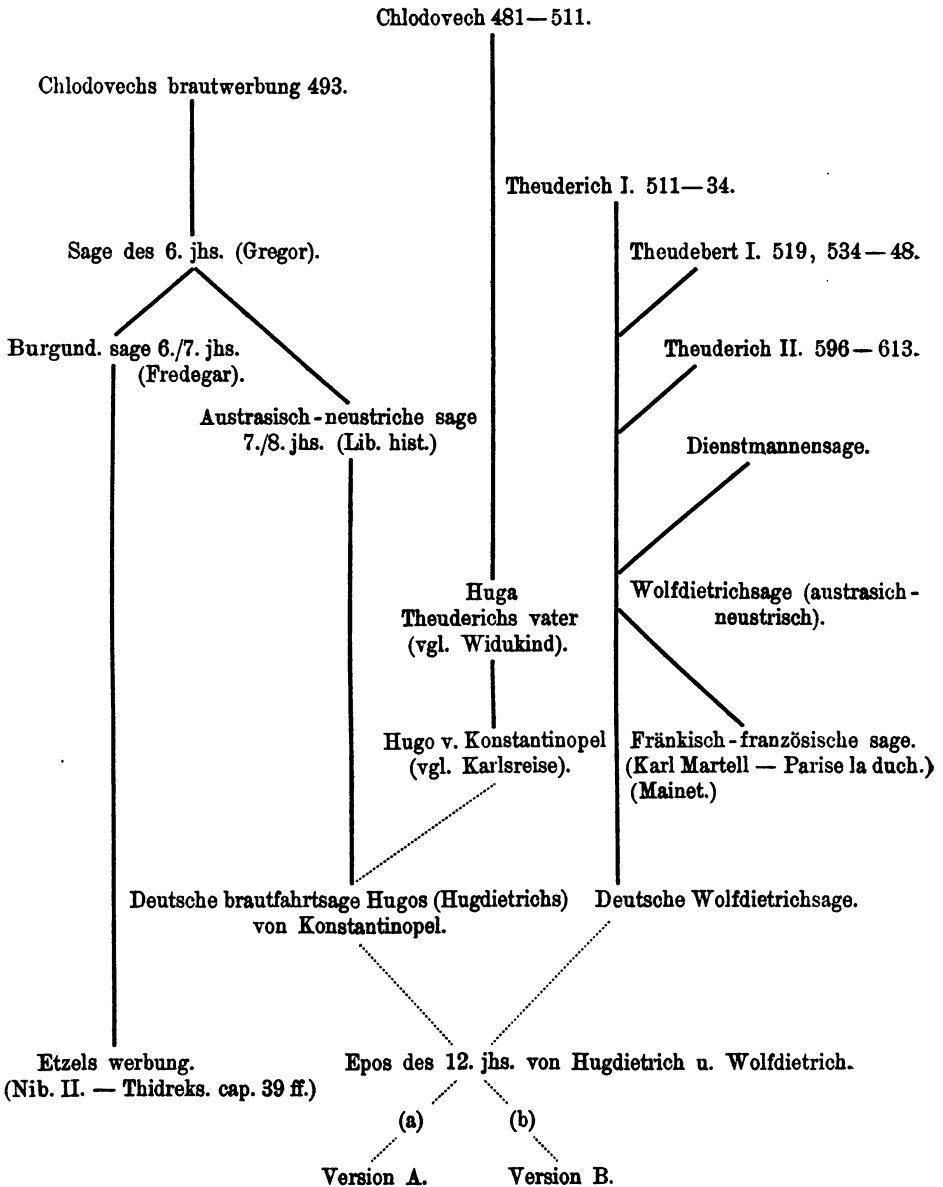 Chlodovech 481—511.
Chlodovechs brautwerbung 493.
Theuderich I. 511—34.
Sage des 6. jhs. (Gregor).
Theudebert I. 519, 534—48.
Burgund. sage 6./7. jhs.
(Fredegar).
Theuderich II. 596—613.
Austrasisch-neustriche sage
7./8. jhs. (Lib. hist.)
Dienstmannensage.
Huga
Theuderichs vater
(vgl. Widukind).
Wolfdietrichsage (austrasich-
neustrisch).
Hugo v. Konstantinopel
(vgl. Karlsreise).
Fränkisch-französische sage.
(Karl Martell — Parise la duch.)
(Mainet.)
Deutsche brautfahrtsage Hugos (Hugdietrichs)
von Konstantinopel.
Deutsche Wolfdietrichsage.
Etzels werbung.
(Nib. II. — Thidreks. cap. 39 ff.)
Epos des 12. jhs. von Hugdietrich u. Wolfdietrich.
(a)
(b)
Version A.
Version B.